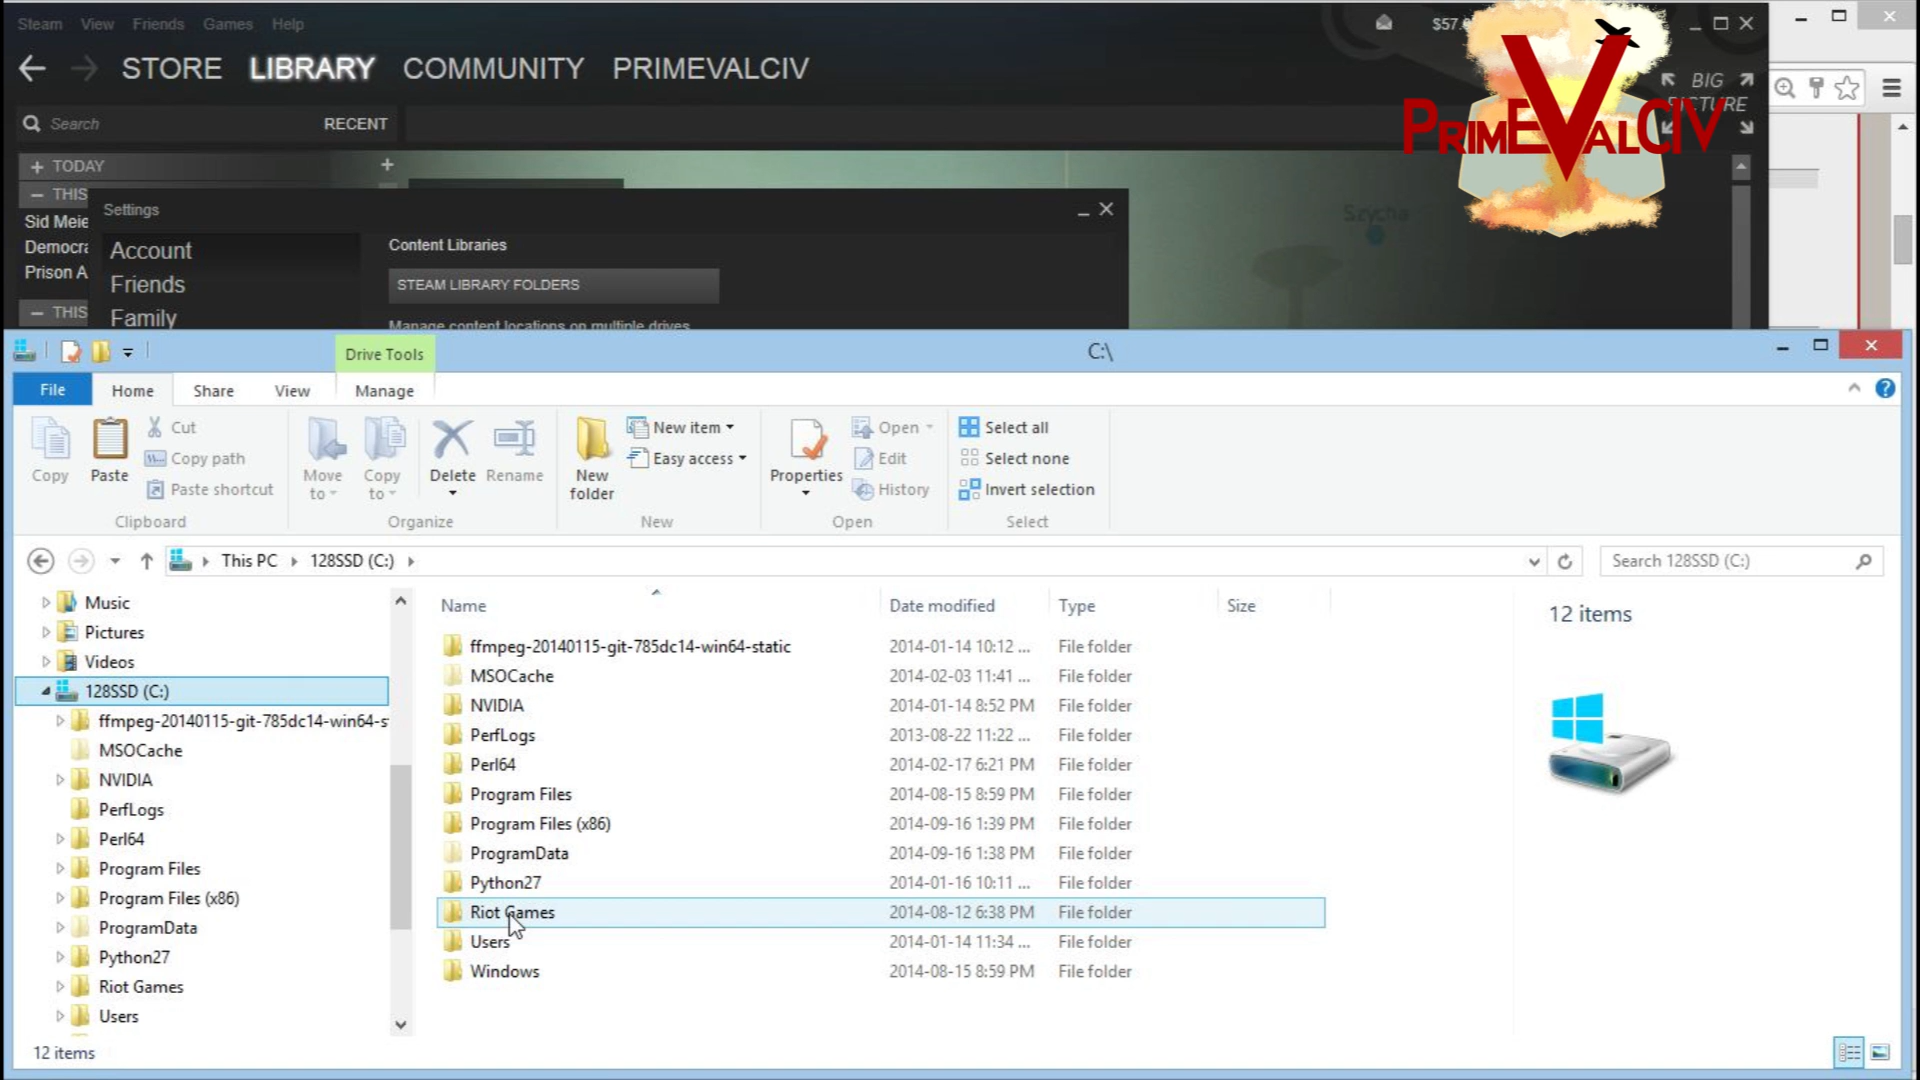 Steam View Friends Games Help
$57.
STORE LIBRARY COMMUNITY PRIMEVALCIV
BIG
PICTURE
PRIMEVALCIV
Search RECENT
+ TODAY +
− THIS
Sid Meie
Democra
Prison A
− THIS
Szycha
Settings
Account
Friends
Family
Content Libraries
STEAM LIBRARY FOLDERS
Manage content locations on multiple drives
Drive Tools
C:\
File Home Share View Manage
Copy
Paste
Cut
Copy path
Paste shortcut
Clipboard
Move
to
Copy
to
Delete
Rename
Organize
New
folder
New item
Easy access
New
Properties
Open
Edit
History
Open
Select all
Select none
Invert selection
Select
This PC 128SSD (C:)
Search 128SSD (C:)
Music
Pictures
Videos
128SSD (C:)
ffmpeg-20140115-git-785dc14-win64-s
MSOCache
NVIDIA
PerfLogs
Perl64
Program Files
Program Files (x86)
ProgramData
Python27
Riot Games
Users
Name Date modified Type Size
ffmpeg-20140115-git-785dc14-win64-static 2014-01-14 10:12 ... File folder
MSOCache 2014-02-03 11:41 ... File folder
NVIDIA 2014-01-14 8:52 PM File folder
PerfLogs 2013-08-22 11:22 ... File folder
Perl64 2014-02-17 6:21 PM File folder
Program Files 2014-08-15 8:59 PM File folder
Program Files (x86) 2014-09-16 1:39 PM File folder
ProgramData 2014-09-16 1:38 PM File folder
Python27 2014-01-16 10:11 ... File folder
Riot Games 2014-08-12 6:38 PM File folder
Users 2014-01-14 11:34 ... File folder
Windows 2014-08-15 8:59 PM File folder
12 items
12 items